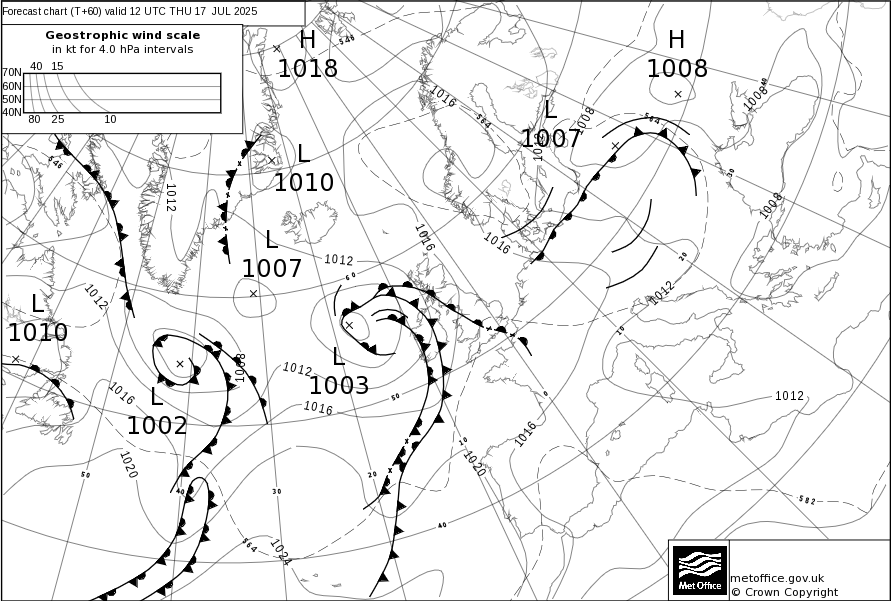 Forecast chart (T+60) valid 12 UTC THU 17 JUL 2025
Geostrophic wind scale
in kt for 4.0 hPa intervals
40 15
70N
60N
50N
40N
80 25 10
H
1018
H
1008
L
1007
L
1010
L
1007
L
1010
L
1003
L
1002
546
546
1016
564
1008
1012
564
1008
1008
1012
1016
1016
1012
1012
60
1012
1008
1012
1016
1016
50
1012
1016
1020
1020
1024
564
582
50
40
30
20
10
0
10
20
30
40
40
metoffice.gov.uk
© Crown Copyright
Met Office